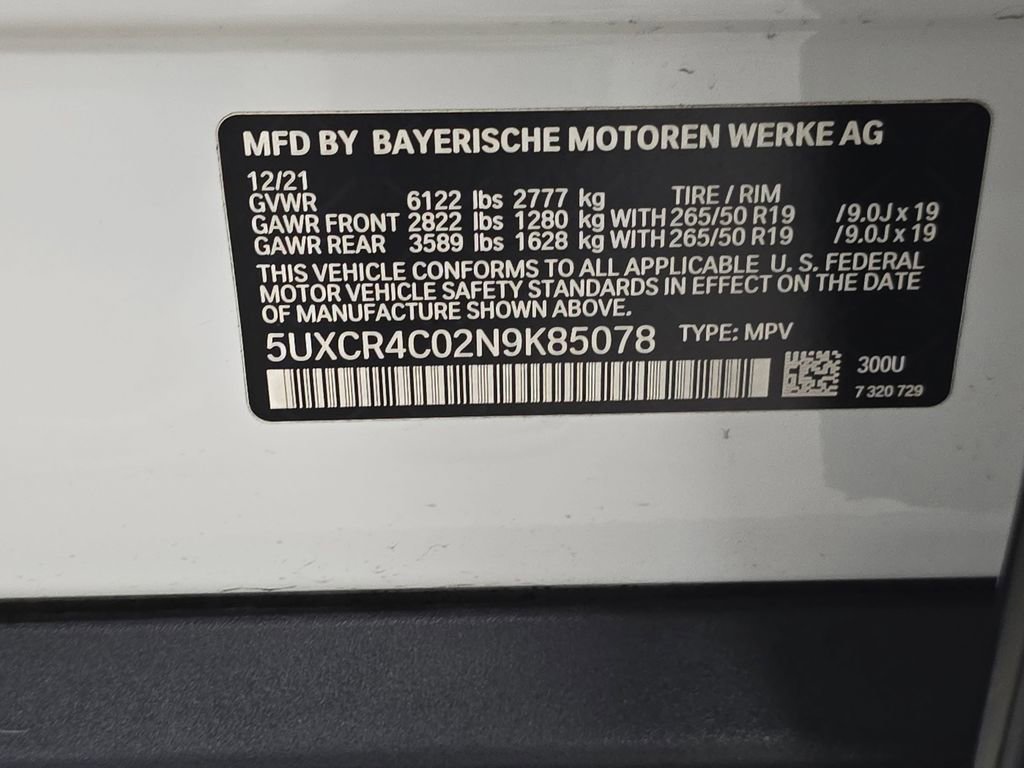 MFD BY BAYERISCHE MOTOREN WERKE AG
12/21
GVWR 6122 lbs 2777 kg TIRE / RIM
GAWR FRONT 2822 lbs 1280 kg WITH 265/50 R19 /9.0J x 19
GAWR REAR 3589 lbs 1628 kg WITH 265/50 R19 /9.0J x 19
THIS VEHICLE CONFORMS TO ALL APPLICABLE U. S. FEDERAL
MOTOR VEHICLE SAFETY STANDARDS IN EFFECT ON THE DATE
OF MANUFACTURE SHOWN ABOVE.
5UXCR4C02N9K85078 TYPE: MPV
300U
7 320 729